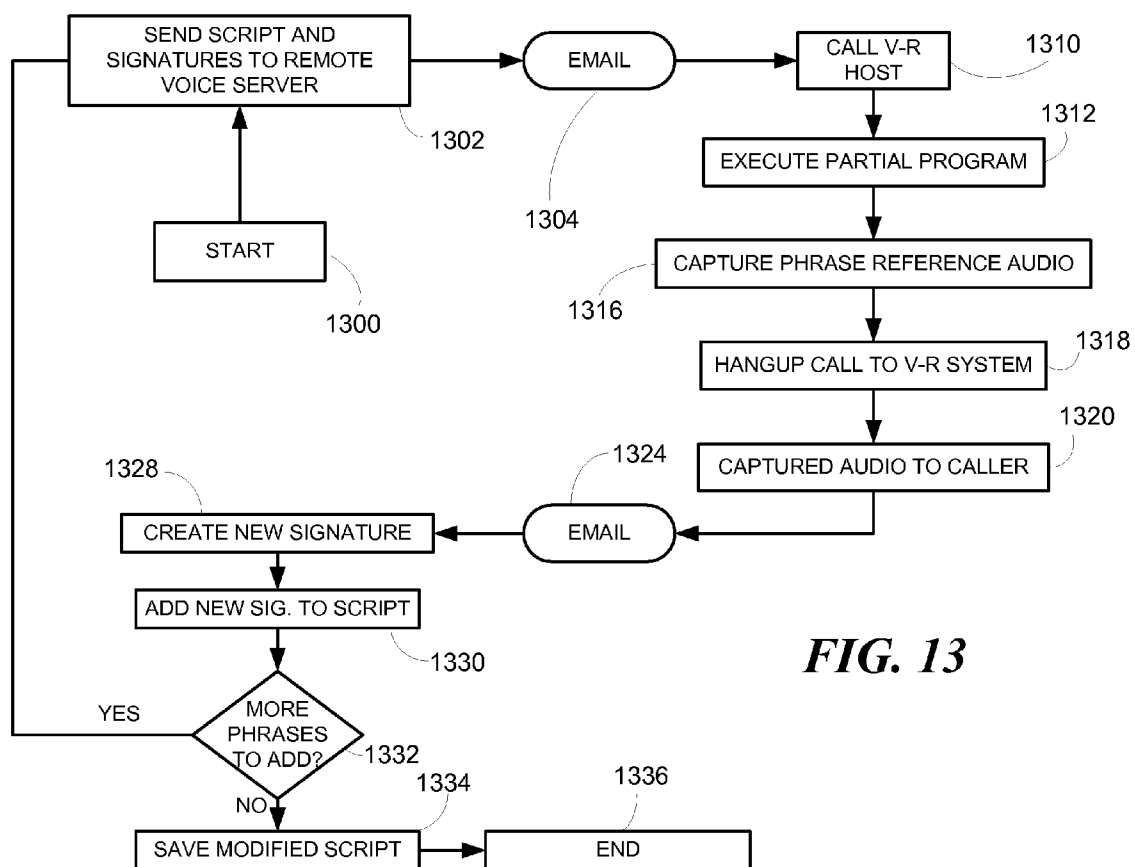 SEND SCRIPT AND
SIGNATURES TO REMOTE
VOICE SERVER
1302
EMAIL
1304
CALL V-R
HOST
1310
1312
EXECUTE PARTIAL PROGRAM
START
1300
CAPTURE PHRASE REFERENCE AUDIO
1316
1318
HANGUP CALL TO V-R SYSTEM
1320
CAPTURED AUDIO TO CALLER
1324
EMAIL
1328
CREATE NEW SIGNATURE
ADD NEW SIG. TO SCRIPT
1330
FIG. 13
YES
MORE
PHRASES
TO ADD?
1332
NO
1334
SAVE MODIFIED SCRIPT
1336
END